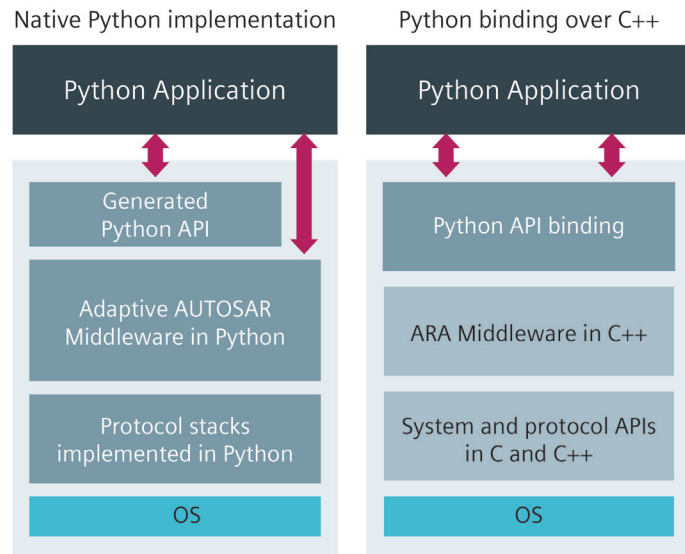 Native Python implementation
Python Application
Generated
Python API
Adaptive AUTOSAR
Middleware in Python
Protocol stacks
implemented in Python
OS
Python binding over C++
Python Application
Python API binding
ARA Middleware in C++
System and protocol APIs
in C and C++
OS